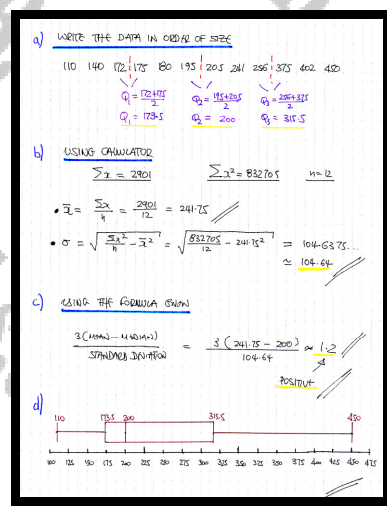 a) WRITE THE DATA IN ORDER OF SIZE
110 140 172 175 180 195 205 241 256 375 402 450
Q₁ = 172+175 / 2 Q₂ = 195+205 / 2 Q₃ = 256+375 / 2
Q₁ = 173.5 Q₂ = 200 Q₃ = 315.5
b) USING CALCULATOR
Σx = 2901 Σx² = 832705 n=12
• x̄ = Σx / n = 2901 / 12 = 241.75
• σ = √(Σx² / n − x̄²) = √(832705 / 12 − 241.75²) = 104.6375...
≃ 104.64
c) USING THE FORMULA GIVEN
3(MEAN − MEDIAN) / STANDARD DEVIATION = 3(241.75 − 200) / 104.64 ≈ 1.2
POSITIVE
d)
110 173.5 200 315.5 450
100 125 150 175 200 225 250 275 300 325 350 325 350 375 400 425 450 475